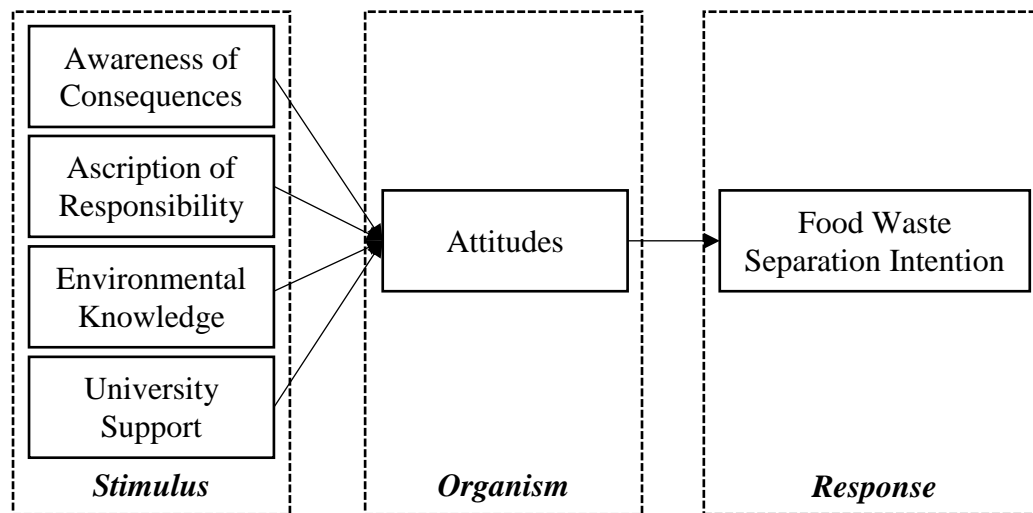 Awareness of
Consequences
Ascription of
Responsibility
Environmental
Knowledge
University
Support
Stimulus
Attitudes
Organism
Food Waste
Separation Intention
Response